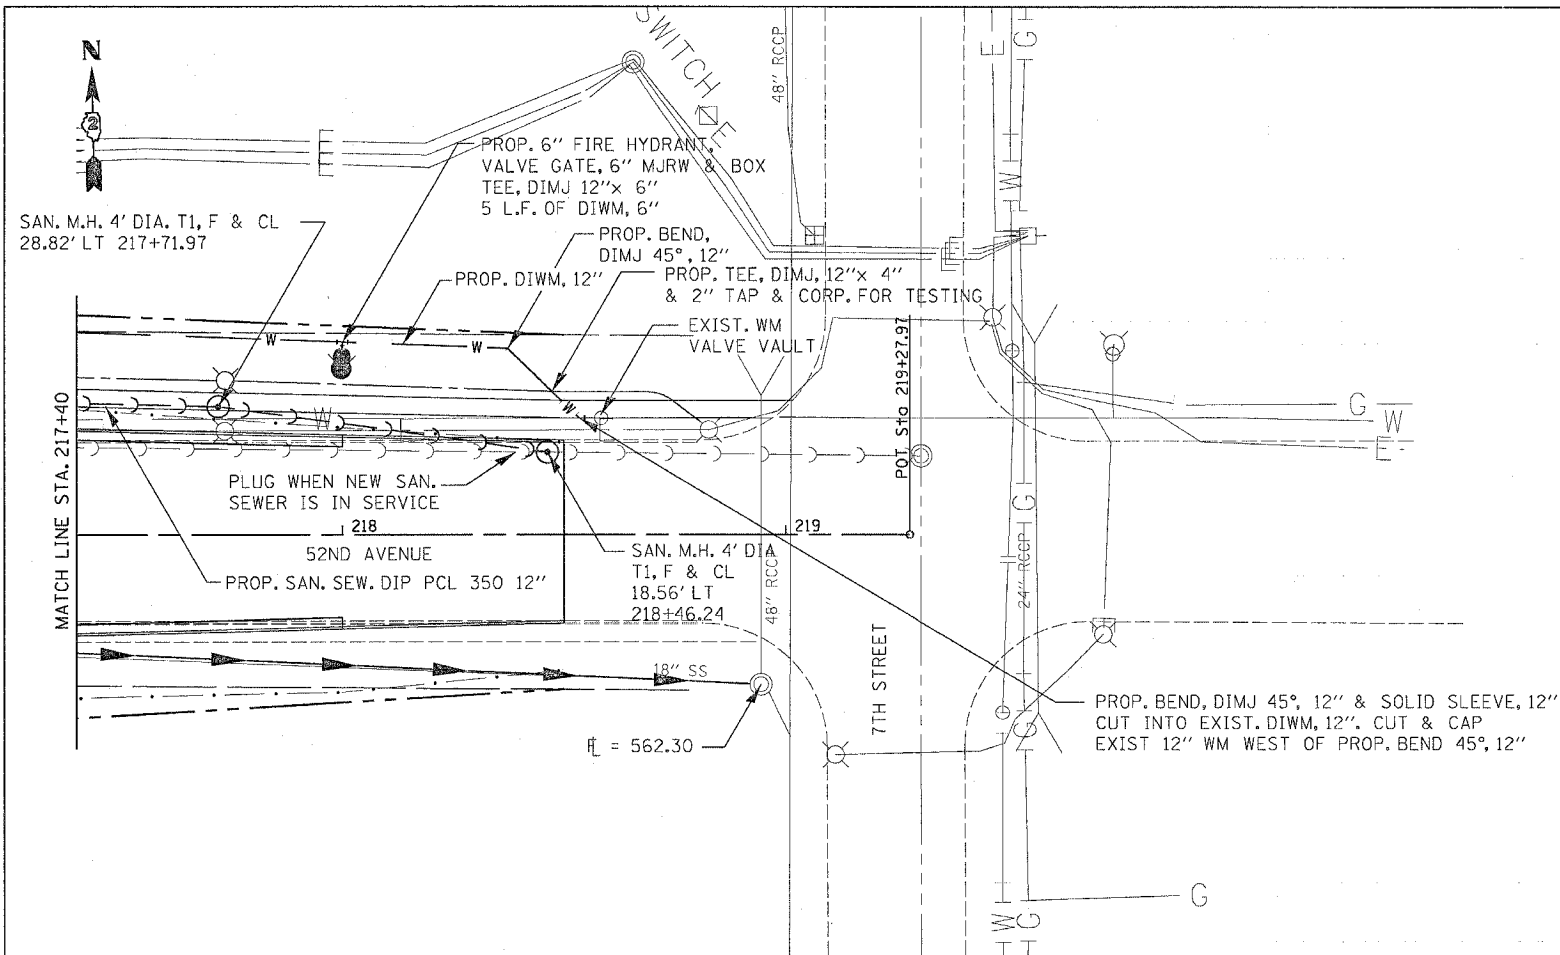 N
2
SWITCH
E
E
48" RCCP
E
G
W
E
PROP. 6" FIRE HYDRANT,
VALVE GATE, 6" MJRW & BOX
TEE, DIMJ 12"x 6"
5 L.F. OF DIWM, 6"
SAN. M.H. 4' DIA. T1, F & CL
28.82' LT 217+71.97
PROP. BEND,
DIMJ 45°, 12"
PROP. DIWM, 12"
PROP. TEE, DIMJ, 12"x 4"
& 2" TAP & CORP. FOR TESTING
E
E
EXIST. WM
VALVE VAULT
W
W
W
W
MATCH LINE STA. 217+40
POT Sta 219+27.97
G
W
E
PLUG WHEN NEW SAN.
SEWER IS IN SERVICE
218
219
52ND AVENUE
PROP. SAN. SEW. DIP PCL 350 12"
SAN. M.H. 4' DIA
T1, F & CL
18.56' LT
218+46.24
48" RCCP
G
24" RCCP
7TH STREET
18" SS
FL = 562.30
G
PROP. BEND, DIMJ 45°, 12" & SOLID SLEEVE, 12"
CUT INTO EXIST. DIWM, 12". CUT & CAP
EXIST 12" WM WEST OF PROP. BEND 45°, 12"
G
W
G